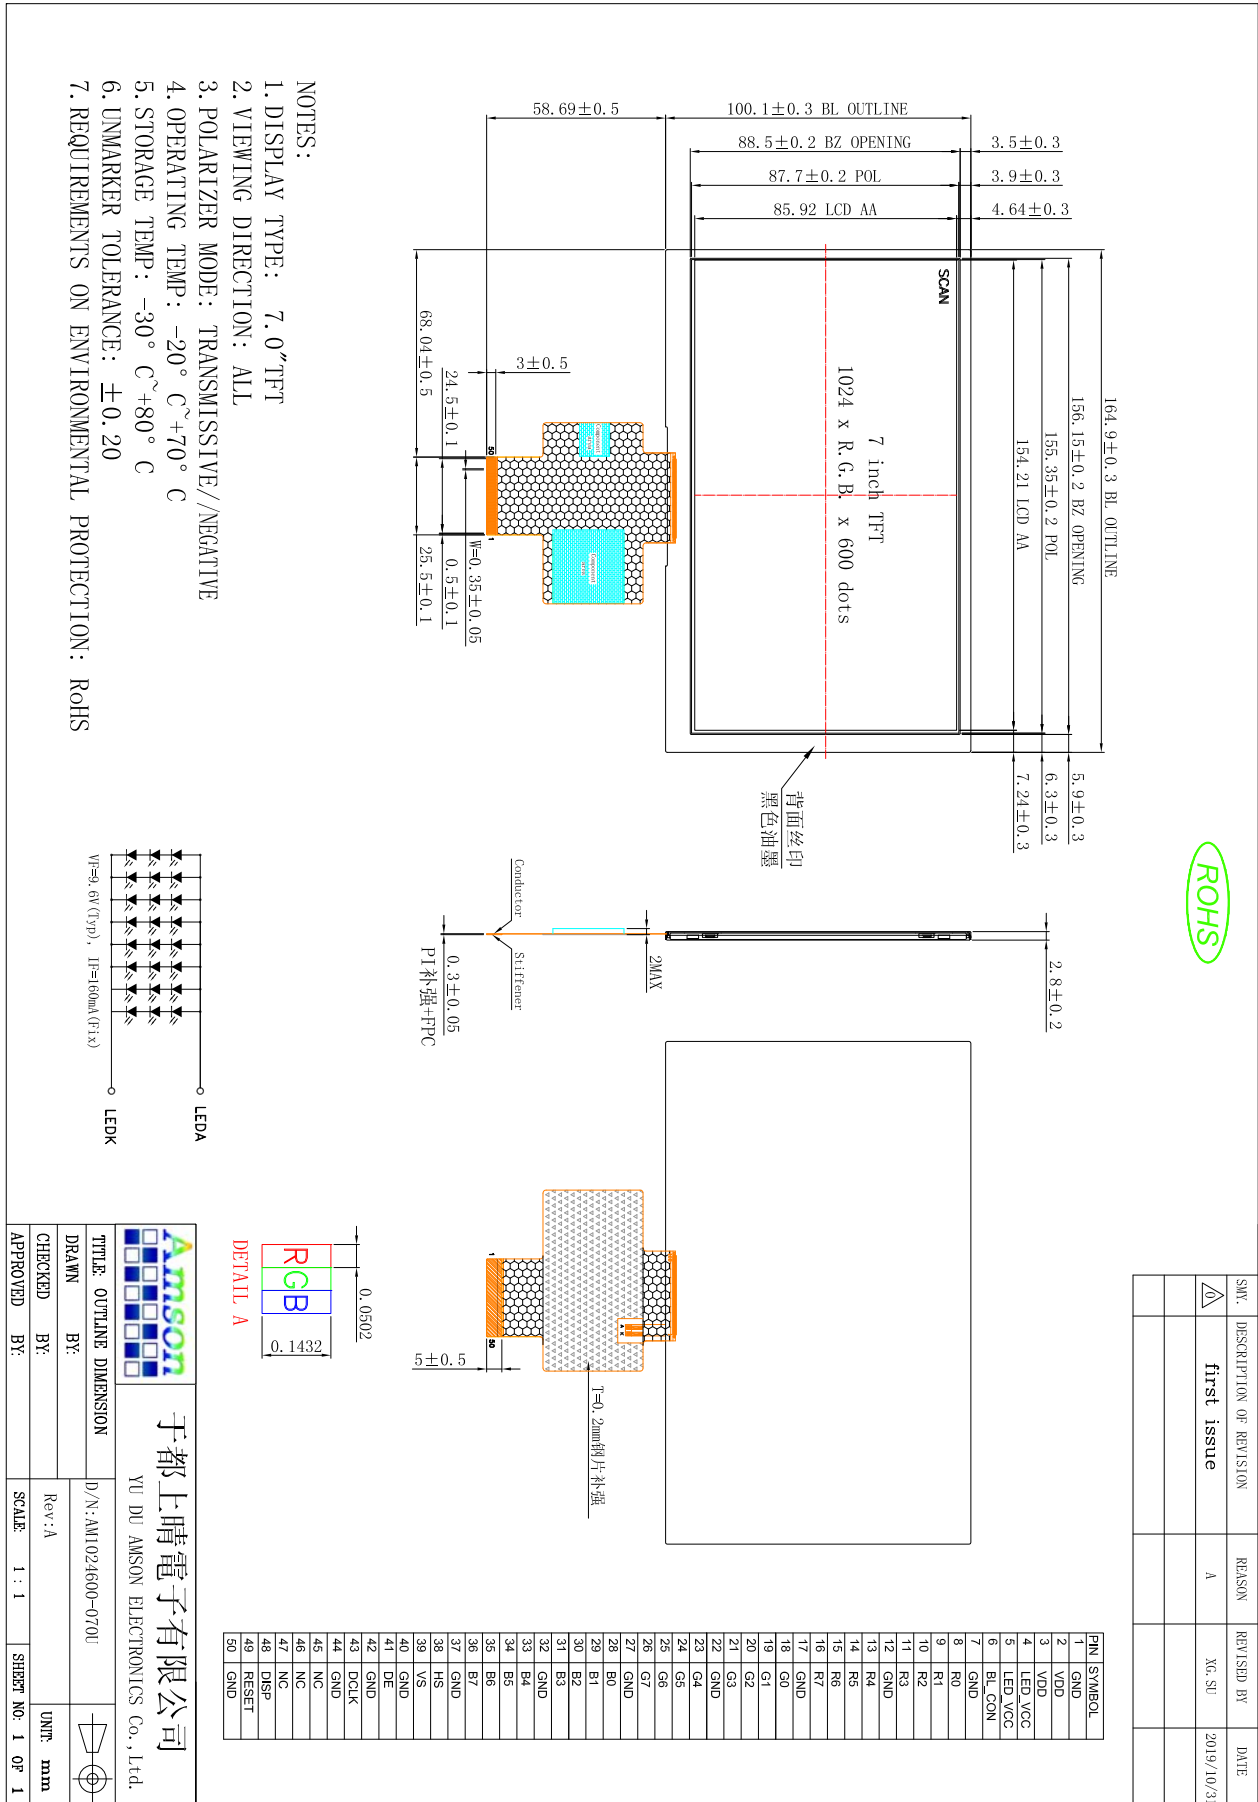 SMY. DESCRIPTION OF REVISION REASON REVISED BY DATE
0 first issue A XG.SU 2019/10/31
ROHS
164.9±0.3 BL OUTLINE
156.15±0.2 BZ OPENING
155.35±0.2 POL
154.21 LCD AA
5.9±0.3
6.3±0.3
7.24±0.3
58.69±0.5
100.1±0.3 BL OUTLINE
88.5±0.2 BZ OPENING
87.7±0.2 POL
85.92 LCD AA
3.5±0.3
3.9±0.3
4.64±0.3
SCAN
7 inch TFT
1024 x R.G.B. x 600 dots
背面丝印
黑色油墨
3±0.5
68.04±0.5
24.5±0.1
W=0.35±0.05
0.5±0.1
25.5±0.1
50
1
Component
area
Component
area
2.8±0.2
2MAX
Conductor
Stiffener
0.3±0.05
PI补强+FPC
T=0.2mm钢片补强
A K
1
50
5±0.5
NOTES:
1. DISPLAY TYPE: 7.0″TFT
2. VIEWING DIRECTION: ALL
3. POLARIZER MODE: TRANSMISSIVE//NEGATIVE
4. OPERATING TEMP: -20° C~+70° C
5. STORAGE TEMP: -30° C~+80° C
6. UNMARKER TOLERANCE: ±0.20
7. REQUIREMENTS ON ENVIRONMENTAL PROTECTION: RoHS
LEDA
LEDK
VF=9.6V(Typ), IF=160mA(Fix)
0.0502
0.1432
R G B
DETAIL A
PIN SYMBOL
1 GND
2 VDD
3 VDD
4 LED_VCC
5 LED_VCC
6 BL_CON
7 GND
8 R0
9 R1
10 R2
11 R3
12 GND
13 R4
14 R5
15 R6
16 R7
17 GND
18 G0
19 G1
20 G2
21 G3
22 GND
23 G4
24 G5
25 G6
26 G7
27 GND
28 B0
29 B1
30 B2
31 B3
32 GND
33 B4
34 B5
35 B6
36 B7
37 GND
38 HS
39 VS
40 GND
41 DE
42 GND
43 DCLK
44 GND
45 NC
46 NC
47 NC
48 DISP
49 RESET
50 GND
Amson
于都上晴電子有限公司
YU DU AMSON ELECTRONICS Co.,Ltd.
TITLE: OUTLINE DIMENSION
DRAWN BY:
CHECKED BY:
APPROVED BY:
D/N:AM1024600-070U
Rev:A
SCALE: 1 : 1
UNIT: mm
SHEET NO: 1 OF 1